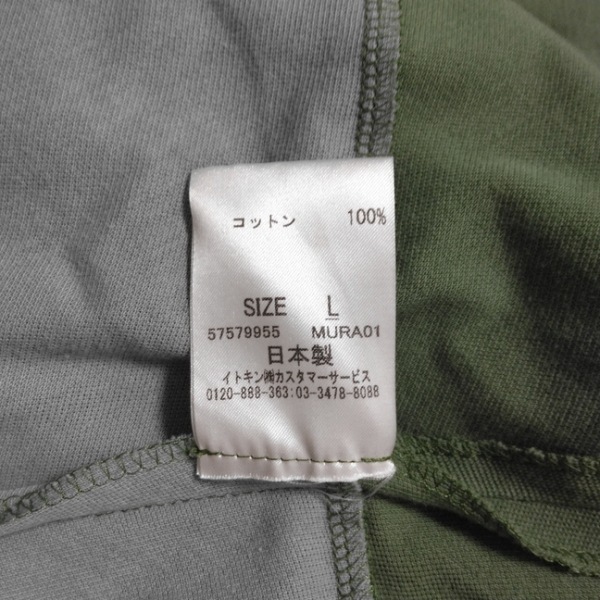 コットン 100%
SIZE L
57579955 MURA01
日本製
イトキン㈱カスタマーサービス
0120-888-363:03-3478-8088